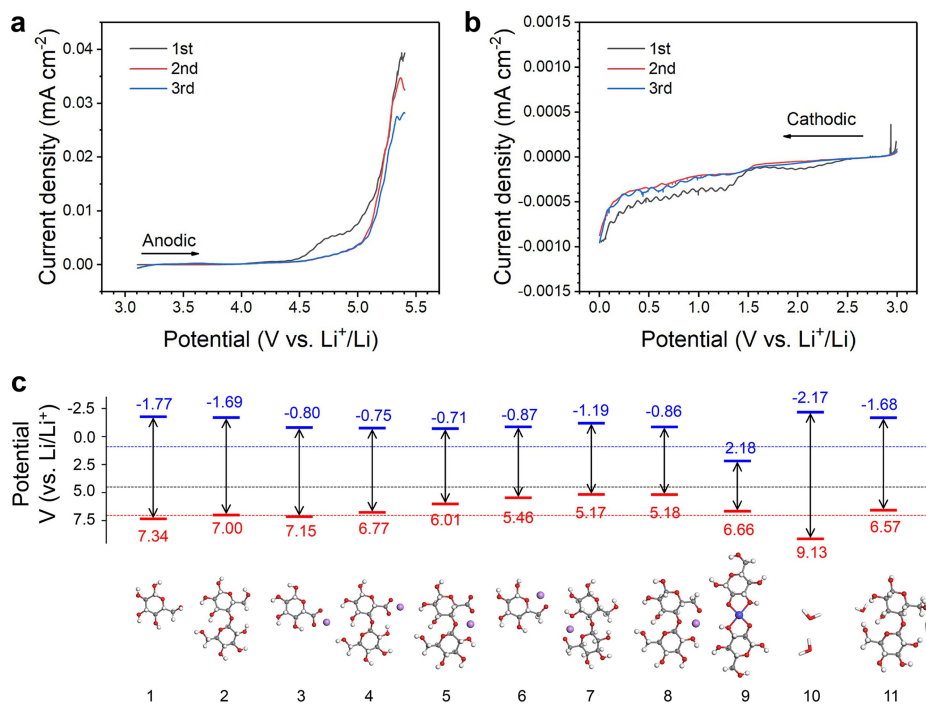 a
1st
2nd
3rd
Anodic
Current density (mA cm⁻²)
0.04
0.03
0.02
0.01
0.00
3.0 3.5 4.0 4.5 5.0 5.5
Potential (V vs. Li⁺/Li)
b
1st
2nd
3rd
Cathodic
Current density (mA cm⁻²)
0.0015
0.0010
0.0005
0.0000
-0.0005
-0.0010
-0.0015
0.0 0.5 1.0 1.5 2.0 2.5 3.0
Potential (V vs. Li⁺/Li)
c
Potential
V (vs. Li/Li⁺)
-2.5
0.0
2.5
5.0
7.5
-1.77 -1.69 -0.80 -0.75 -0.71 -0.87 -1.19 -0.86 2.18 -2.17 -1.68
7.34 7.00 7.15 6.77 6.01 5.46 5.17 5.18 6.66 9.13 6.57
1 2 3 4 5 6 7 8 9 10 11